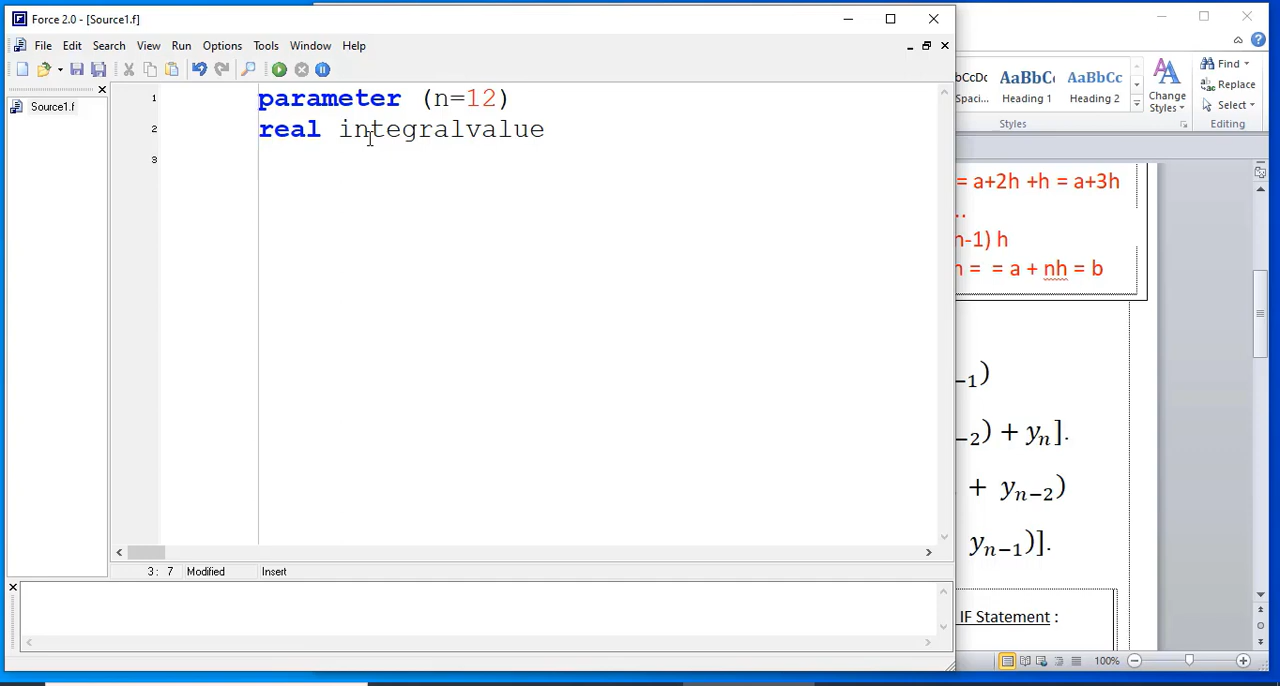 Force 2.0 - [Source1.f]
File Edit Search View Run Options Tools Window Help
Source1.f
1 parameter (n=12)
2 real integralvalue
3
3: 7 Modified Insert
AaBbCc AaBbCc
Spaci... Heading 1 Heading 2
Change Styles
Styles
Find
Replace
Select
Editing
= a+2h +h = a+3h
..
n-1) h
= = a + nh = b
−1)
−2) + yn].
+ yn−2)
yn−1)].
IF Statement :
100%